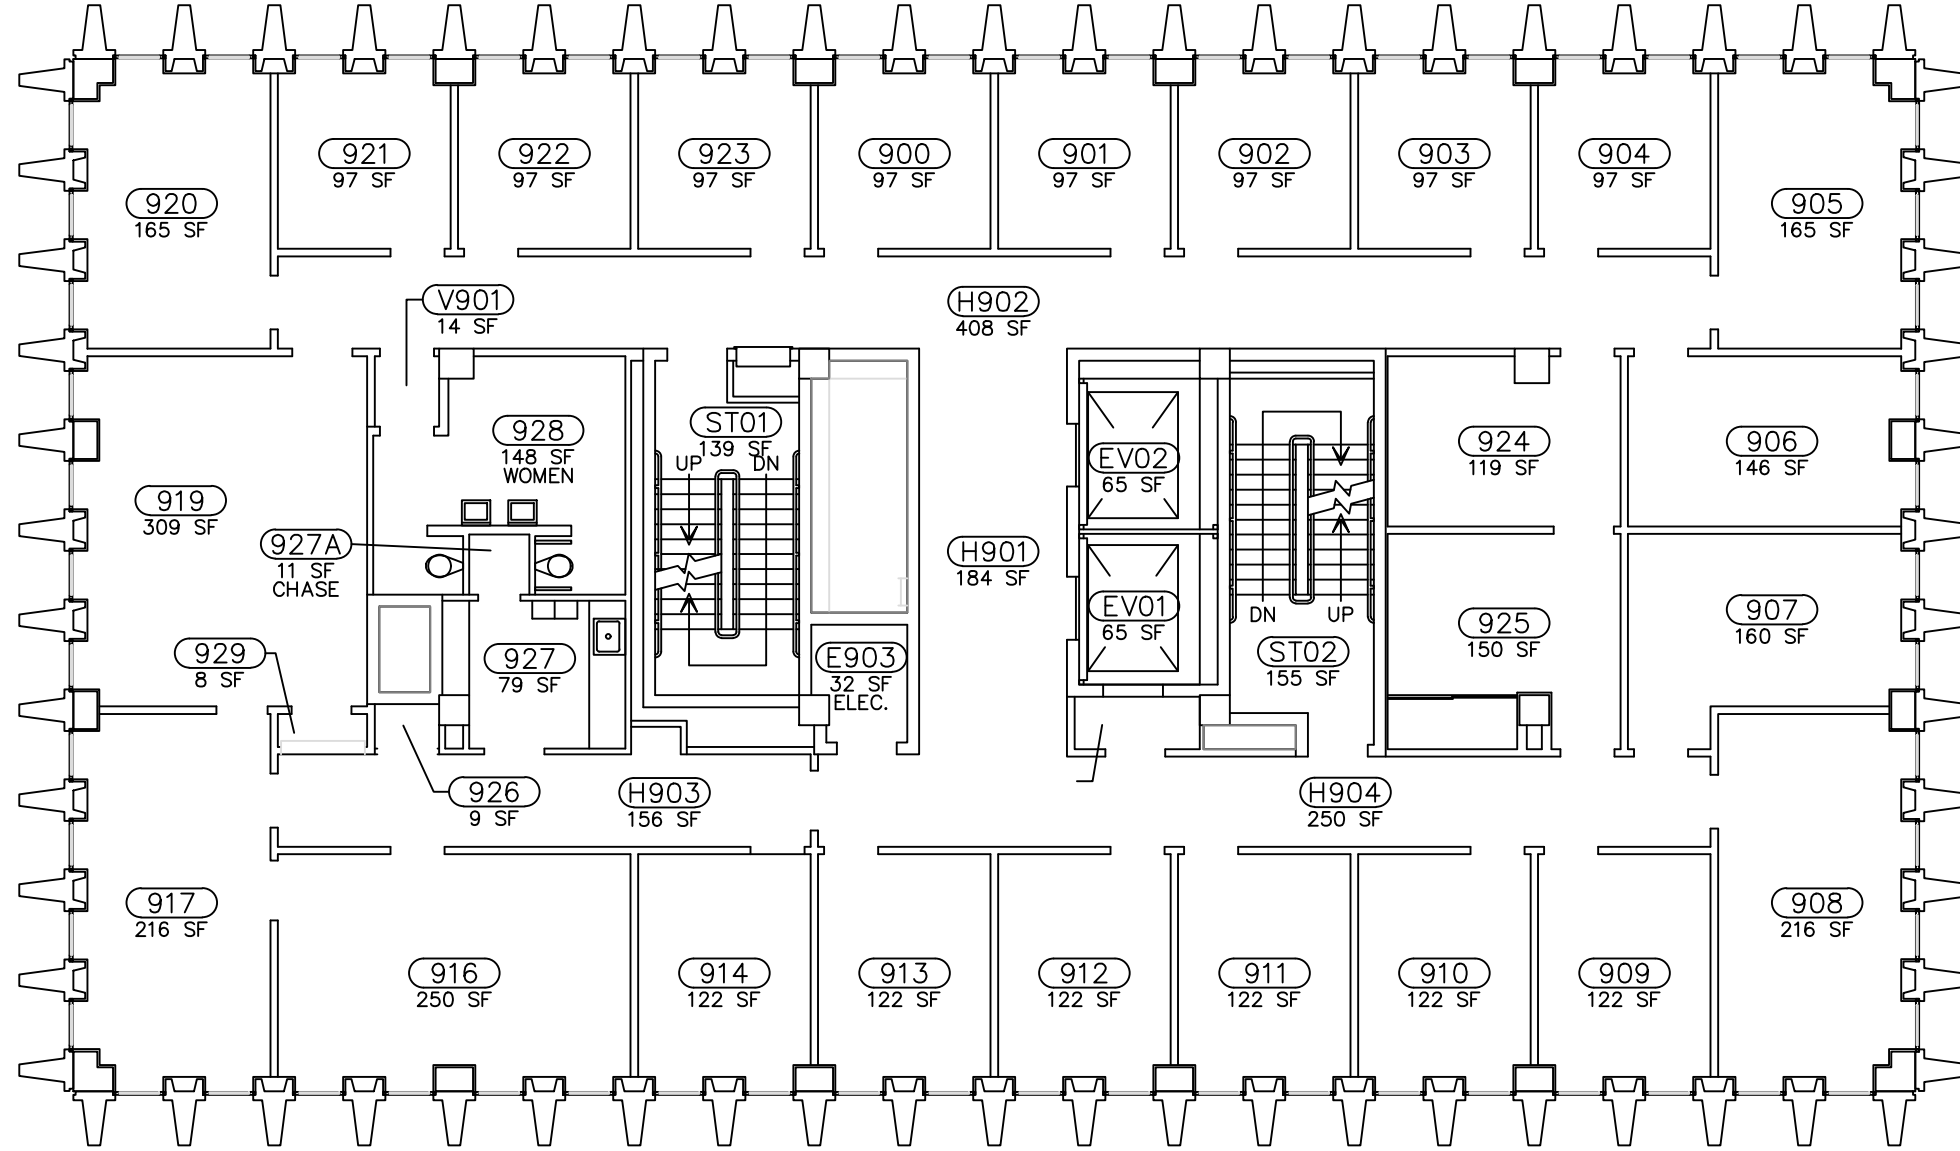 921
97 SF
922
97 SF
923
97 SF
900
97 SF
901
97 SF
902
97 SF
903
97 SF
904
97 SF
920
165 SF
905
165 SF
V901
14 SF
H902
408 SF
928
148 SF
WOMEN
ST01
139 SF
UP DN
EV02
65 SF
924
119 SF
906
146 SF
919
309 SF
927A
11 SF
CHASE
H901
184 SF
EV01
65 SF
DN UP
925
150 SF
907
160 SF
929
8 SF
927
79 SF
E903
32 SF
ELEC.
ST02
155 SF
926
9 SF
H903
156 SF
H904
250 SF
917
216 SF
908
216 SF
916
250 SF
914
122 SF
913
122 SF
912
122 SF
911
122 SF
910
122 SF
909
122 SF